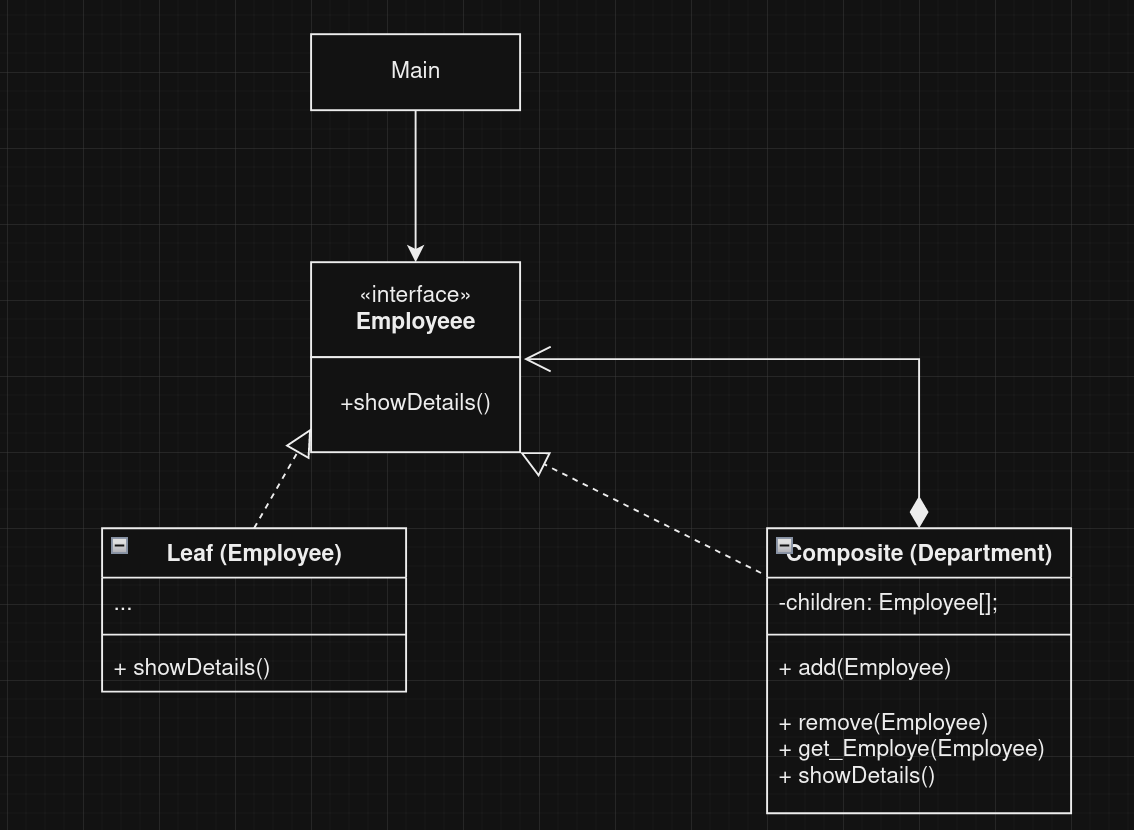 Main
«interface»
Employeee
+showDetails()
Leaf (Employee)
...
+ showDetails()
Composite (Department)
-children: Employee[];
+ add(Employee)
+ remove(Employee)
+ get_Employe(Employee)
+ showDetails()